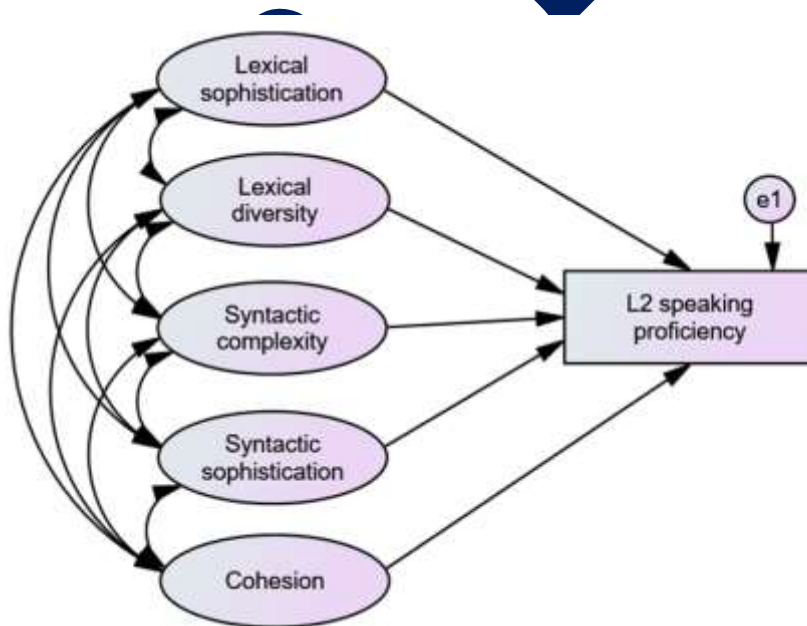 Lexical
sophistication
Lexical
diversity
e1
Syntactic
complexity
L2 speaking
proficiency
Syntactic
sophistication
Cohesion